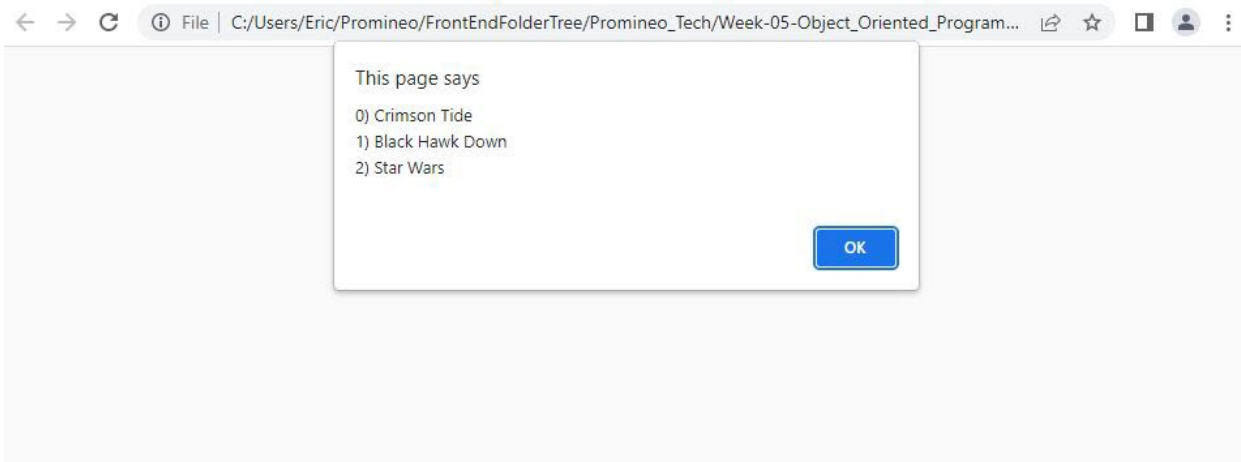 File | C:/Users/Eric/Promineo/FrontEndFolderTree/Promineo_Tech/Week-05-Object_Oriented_Program...
This page says
0) Crimson Tide
1) Black Hawk Down
2) Star Wars
OK